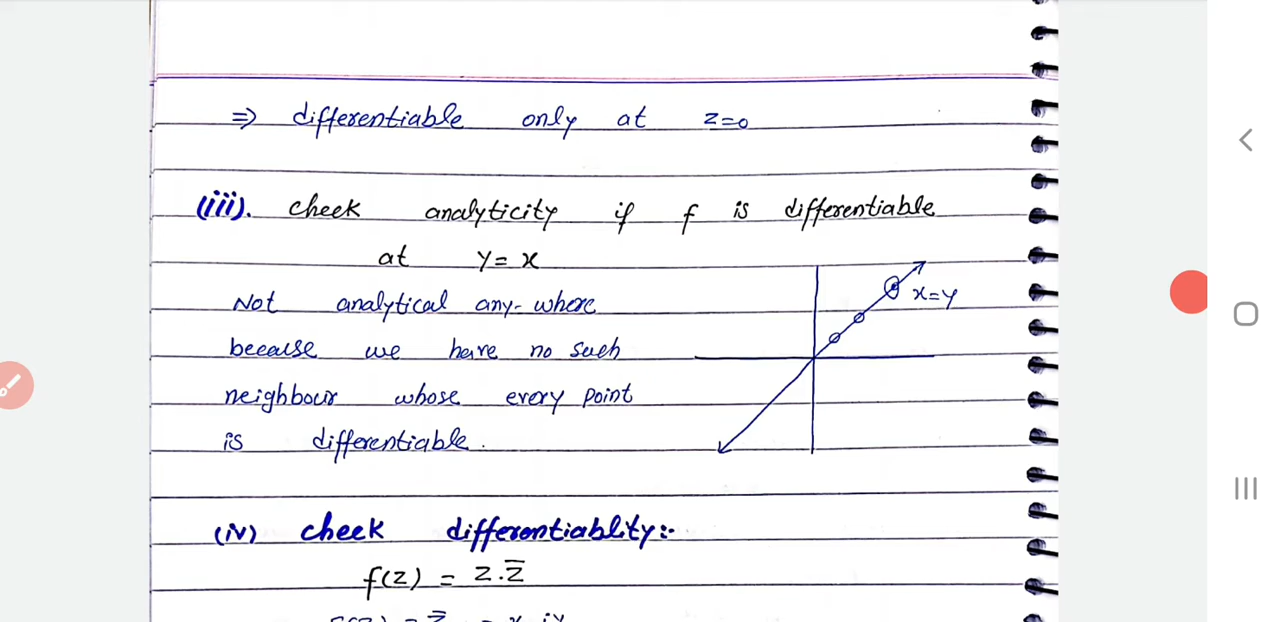 => differentiable only at z=0
(iii). check analyticity if f is differentiable
at y= x
Not analytical any-where
because we have no such
neighbour whose every point
is differentiable.
x=y
(iv) check differentiablity:-
f(z) = z.z̅